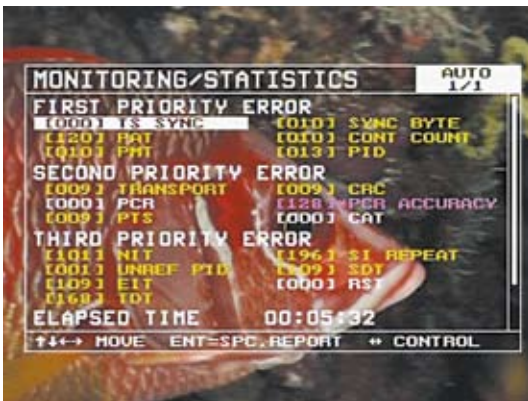 MONITORING/STATISTICS AUTO
1/1
FIRST PRIORITY ERROR
[000] TS SYNC [010] SYNC BYTE
[120] PAT [010] CONT COUNT
[010] PMT [013] PID
SECOND PRIORITY ERROR
[009] TRANSPORT [009] CRC
[000] PCR [128] PCR ACCURACY
[009] PTS [000] CAT
THIRD PRIORITY ERROR
[101] NIT [196] SI REPEAT
[001] UNREF PID [109] SDT
[109] EIT [000] RST
[168] TDT
ELAPSED TIME 00:05:32
↑↓←→ MOVE ENT=SPC.REPORT ↔ CONTROL